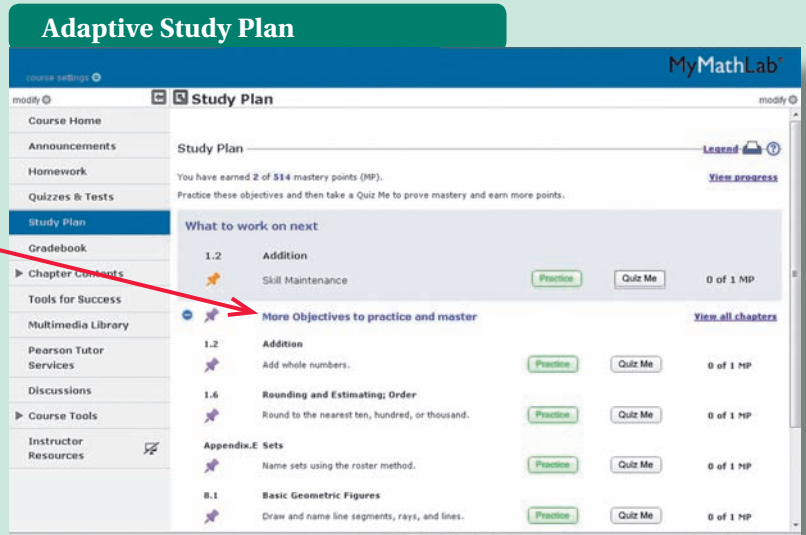 Adaptive Study Plan
MyMathLab®
course settings
modify
Study Plan
modify
Course Home
Announcements
Homework
Quizzes & Tests
Study Plan
Gradebook
Chapter Contents
Tools for Success
Multimedia Library
Pearson Tutor
Services
Discussions
Course Tools
Instructor
Resources
Study Plan
Legend
You have earned 2 of 514 mastery points (MP).
View progress
Practice these objectives and then take a Quiz Me to prove mastery and earn more points.
What to work on next
1.2 Addition
Skill Maintenance Practice Quiz Me 0 of 1 MP
More Objectives to practice and master View all chapters
1.2 Addition
Add whole numbers. Practice Quiz Me 0 of 1 MP
1.6 Rounding and Estimating; Order
Round to the nearest ten, hundred, or thousand. Practice Quiz Me 0 of 1 MP
Appendix.E Sets
Name sets using the roster method. Practice Quiz Me 0 of 1 MP
8.1 Basic Geometric Figures
Draw and name line segments, rays, and lines. Practice Quiz Me 0 of 1 MP